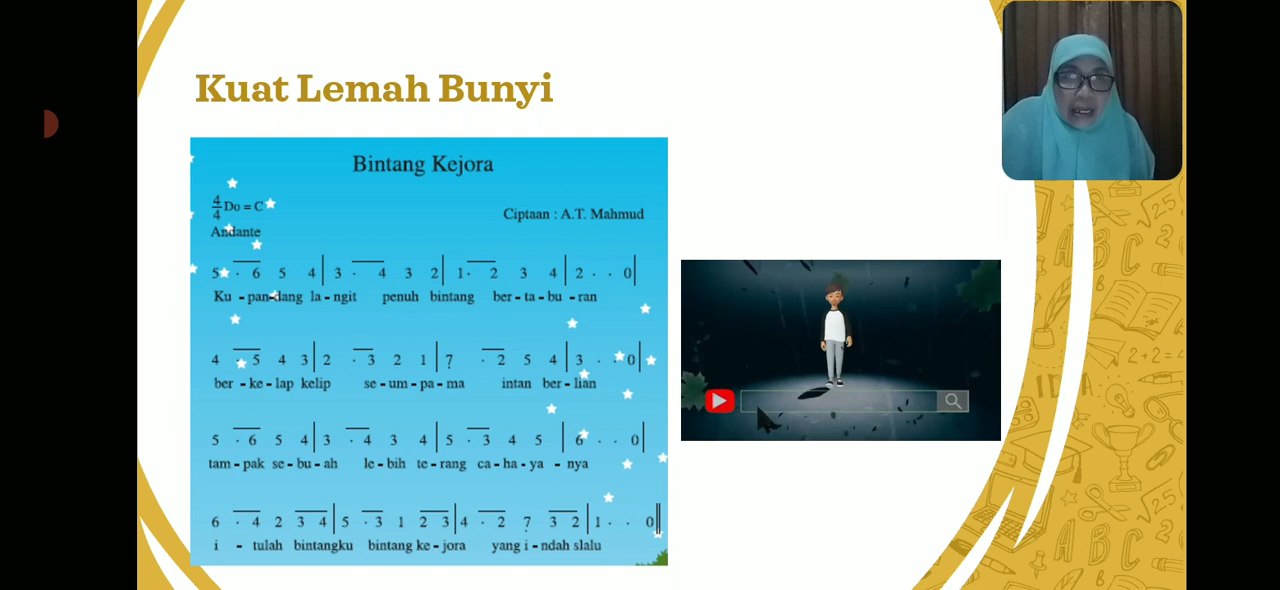 Kuat Lemah Bunyi
Bintang Kejora
4/4 Do = C
Ciptaan : A.T. Mahmud
Andante
5 . 6 5 4 | 3 . 4 3 2 | 1 . 2 3 4 | 2 . . 0 |
Ku - pan-dang la - ngit penuh bintang ber - ta - bu - ran
4 . 5 4 3 | 2 . 3 2 1 | 7 . 2 5 4 | 3 . . 0 |
ber - ke - lap kelip se - um - pa - ma intan ber - lian
5 . 6 5 4 | 3 . 4 3 4 | 5 . 3 4 5 | 6 . . 0 |
tam - pak se - bu - ah le - bih te - rang ca - ha - ya - nya
6 . 4 2 3 4 | 5 . 3 1 2 3 | 4 . 2 7 3 2 | 1 . . 0 ||
i - tulah bintangku bintang ke - jora yang i - ndah slalu